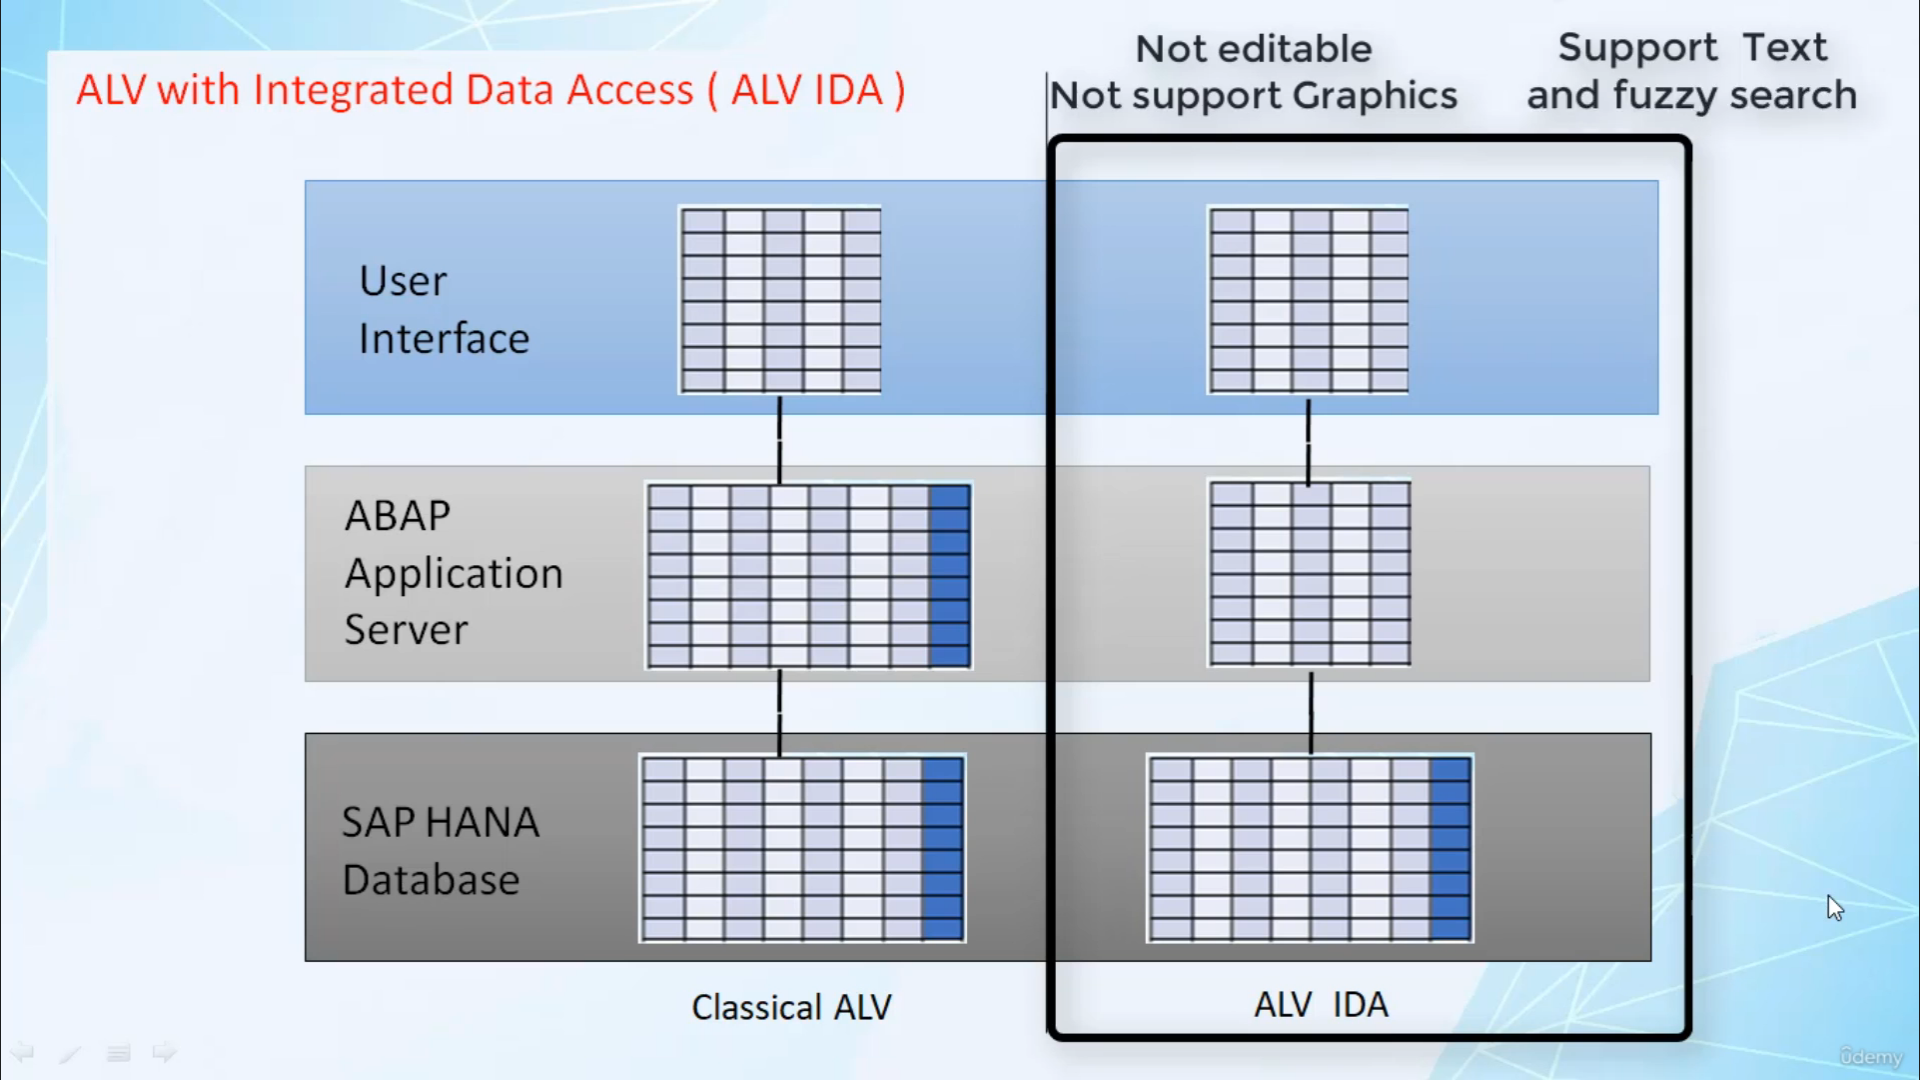 ALV with Integrated Data Access ( ALV IDA )
Not editable
Not support Graphics
Support Text
and fuzzy search
User
Interface
ABAP
Application
Server
SAP HANA
Database
Classical ALV
ALV IDA
ûdemy